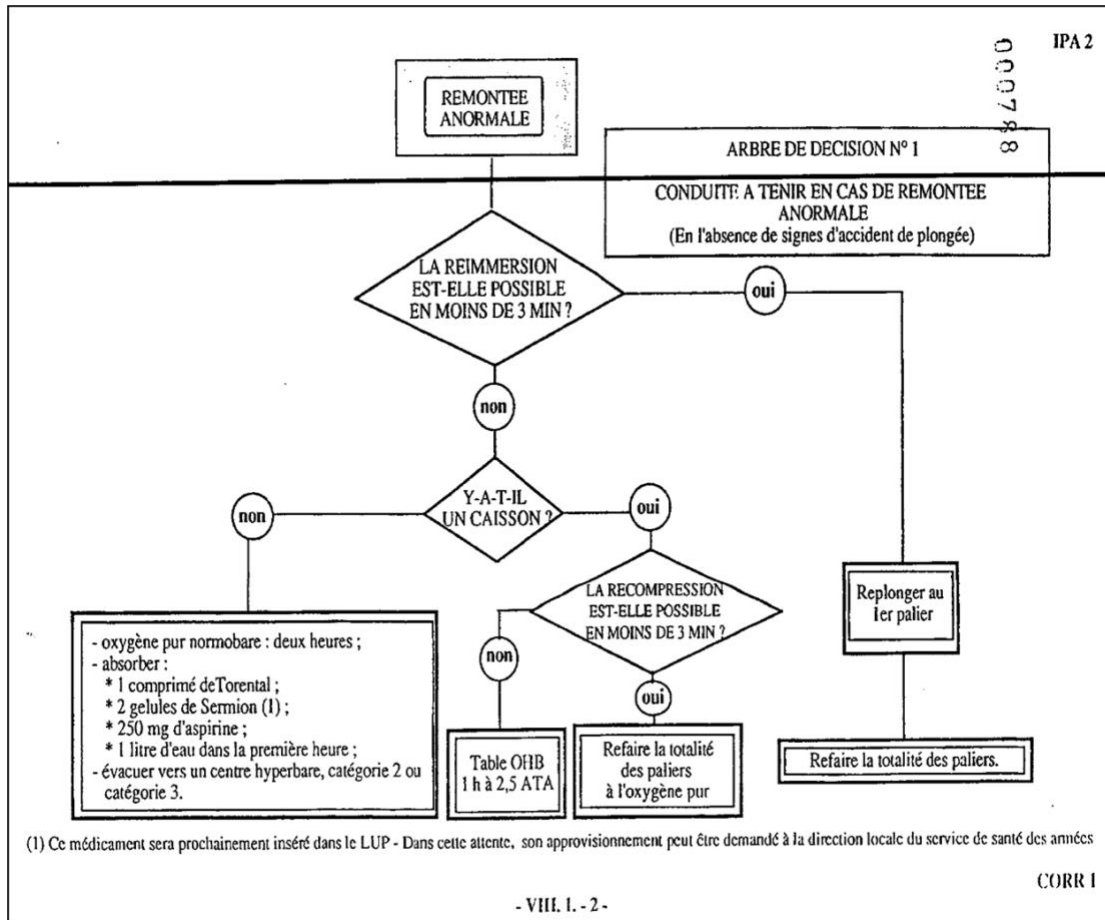 IPA 2
000788
REMONTEE
ANORMALE
ARBRE DE DECISION N° 1
CONDUITE A TENIR EN CAS DE REMONTEE
ANORMALE
(En l'absence de signes d'accident de plongée)
LA REIMMERSION
EST-ELLE POSSIBLE
EN MOINS DE 3 MIN ?
oui
non
Y-A-T-IL
UN CAISSON ?
non
oui
LA RECOMPRESSION
EST-ELLE POSSIBLE
EN MOINS DE 3 MIN ?
non
oui
Replonger au
1er palier
- oxygène pur normobare : deux heures ;
- absorber :
* 1 comprimé deTorental ;
* 2 gelules de Sermion (1) ;
* 250 mg d'aspirine ;
* 1 litre d'eau dans la première heure ;
- évacuer vers un centre hyperbare, catégorie 2 ou
catégorie 3.
Table OHB
1 h à 2,5 ATA
Refaire la totalité
des paliers
à l'oxygène pur
Refaire la totalité des paliers.
(1) Ce médicament sera prochainement inséré dans le LUP - Dans cette attente, son approvisionnement peut être demandé à la direction locale du service de santé des années
CORR 1
- VIII. 1. - 2 -